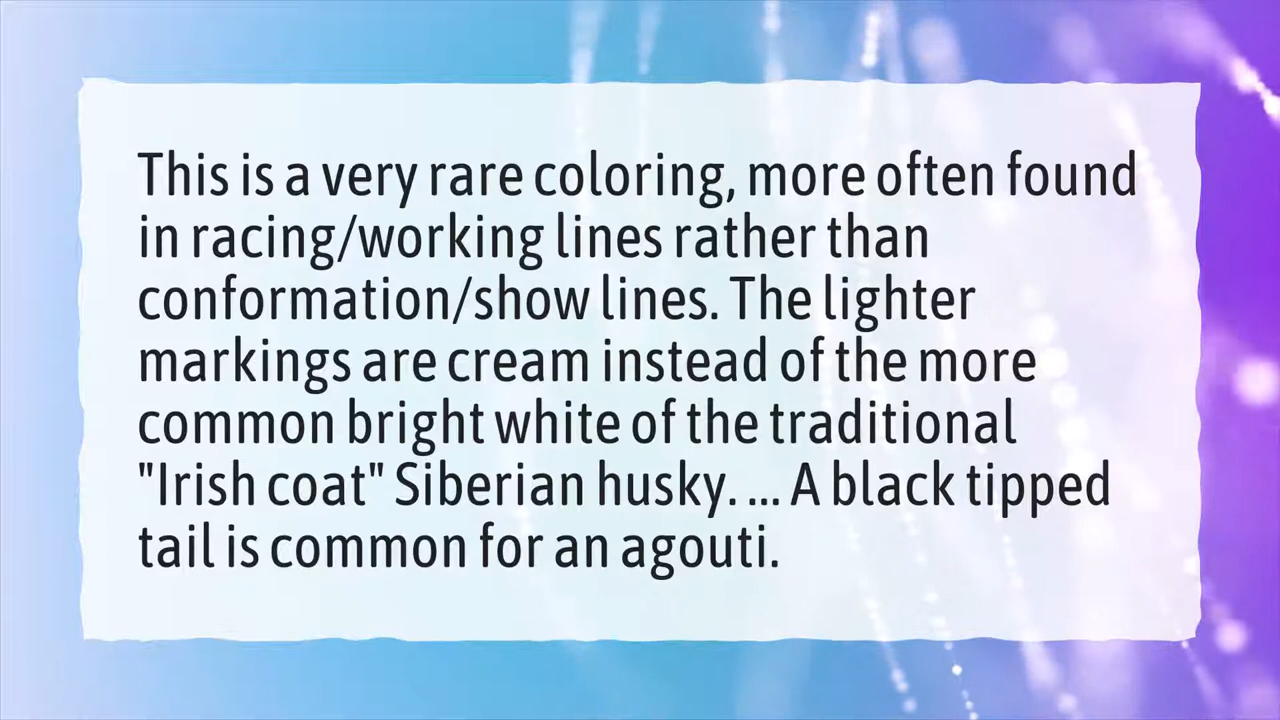 This is a very rare coloring, more often found
in racing/working lines rather than
conformation/show lines. The lighter
markings are cream instead of the more
common bright white of the traditional
"Irish coat" Siberian husky. ... A black tipped
tail is common for an agouti.